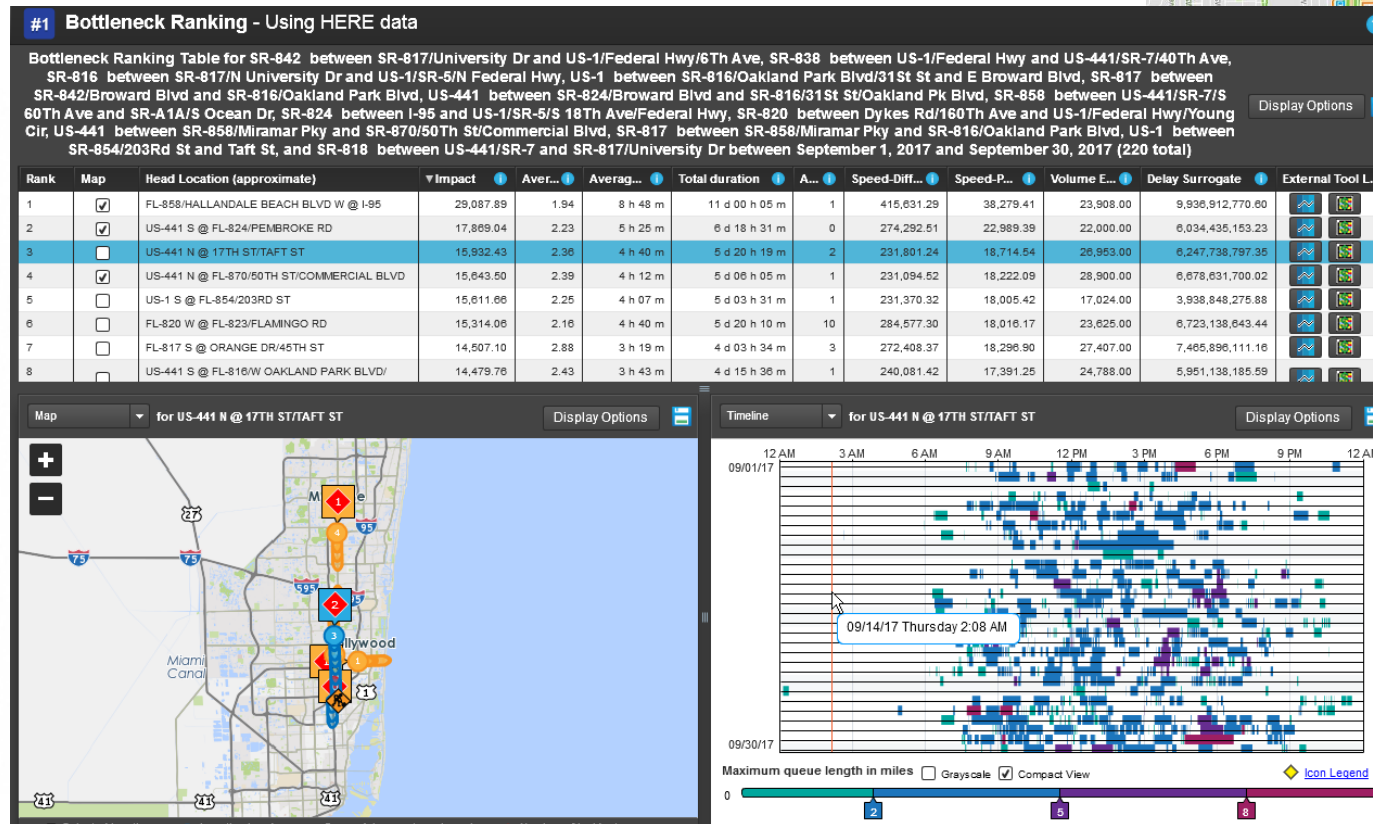 #1 Bottleneck Ranking - Using HERE data
Bottleneck Ranking Table for SR-842 between SR-817/University Dr and US-1/Federal Hwy/6Th Ave, SR-838 between US-1/Federal Hwy and US-441/SR-7/40Th Ave,
SR-816 between SR-817/N University Dr and US-1/SR-5/N Federal Hwy, US-1 between SR-816/Oakland Park Blvd/31St St and E Broward Blvd, SR-817 between
SR-842/Broward Blvd and SR-816/Oakland Park Blvd, US-441 between SR-824/Broward Blvd and SR-816/31St St/Oakland Pk Blvd, SR-858 between US-441/SR-7/S
60Th Ave and SR-A1A/S Ocean Dr, SR-824 between I-95 and US-1/SR-5/S 18Th Ave/Federal Hwy, SR-820 between Dykes Rd/160Th Ave and US-1/Federal Hwy/Young
Cir, US-441 between SR-858/Miramar Pky and SR-870/50Th St/Commercial Blvd, SR-817 between SR-858/Miramar Pky and SR-816/Oakland Park Blvd, US-1 between
SR-854/203Rd St and Taft St, and SR-818 between US-441/SR-7 and SR-817/University Dr between September 1, 2017 and September 30, 2017 (220 total)
Display Options
Rank Map Head Location (approximate) ▼Impact Aver... Averag... Total duration A... Speed-Diff... Speed-P... Volume E... Delay Surrogate External Tool L...
1 FL-858/HALLANDALE BEACH BLVD W @ I-95 29,087.89 1.94 8 h 48 m 11 d 00 h 05 m 1 415,631.29 38,279.41 23,908.00 9,936,912,770.60
2 US-441 S @ FL-824/PEMBROKE RD 17,869.04 2.23 5 h 25 m 6 d 18 h 31 m 0 274,292.51 22,989.39 22,000.00 6,034,435,153.23
3 US-441 N @ 17TH ST/TAFT ST 15,932.43 2.36 4 h 40 m 5 d 20 h 19 m 2 231,801.24 18,714.54 26,953.00 6,247,738,797.35
4 US-441 N @ FL-870/50TH ST/COMMERCIAL BLVD 15,643.50 2.39 4 h 12 m 5 d 06 h 05 m 1 231,094.52 18,222.09 28,900.00 6,678,631,700.02
5 US-1 S @ FL-854/203RD ST 15,611.66 2.25 4 h 07 m 5 d 03 h 31 m 1 231,370.32 18,005.42 17,024.00 3,938,848,275.88
6 FL-820 W @ FL-823/FLAMINGO RD 15,314.06 2.16 4 h 40 m 5 d 20 h 10 m 10 284,577.30 18,016.17 23,625.00 6,723,138,643.44
7 FL-817 S @ ORANGE DR/45TH ST 14,507.10 2.88 3 h 19 m 4 d 03 h 34 m 3 272,408.37 18,296.90 27,407.00 7,465,896,111.16
8 US-441 S @ FL-816/W OAKLAND PARK BLVD/ 14,479.76 2.43 3 h 43 m 4 d 15 h 36 m 1 240,081.42 17,391.25 24,788.00 5,951,138,185.59
Map for US-441 N @ 17TH ST/TAFT ST Display Options
+
−
1
27
4
95
75
75
595
2
3
llywood
1
Miami
Canal
1
41
41
41
Timeline for US-441 N @ 17TH ST/TAFT ST Display Options
12 AM 3 AM 6 AM 9 AM 12 PM 3 PM 6 PM 9 PM 12 AM
09/01/17
09/14/17 Thursday 2:08 AM
09/30/17
Maximum queue length in miles Grayscale Compact View Icon Legend
0
2 5 8